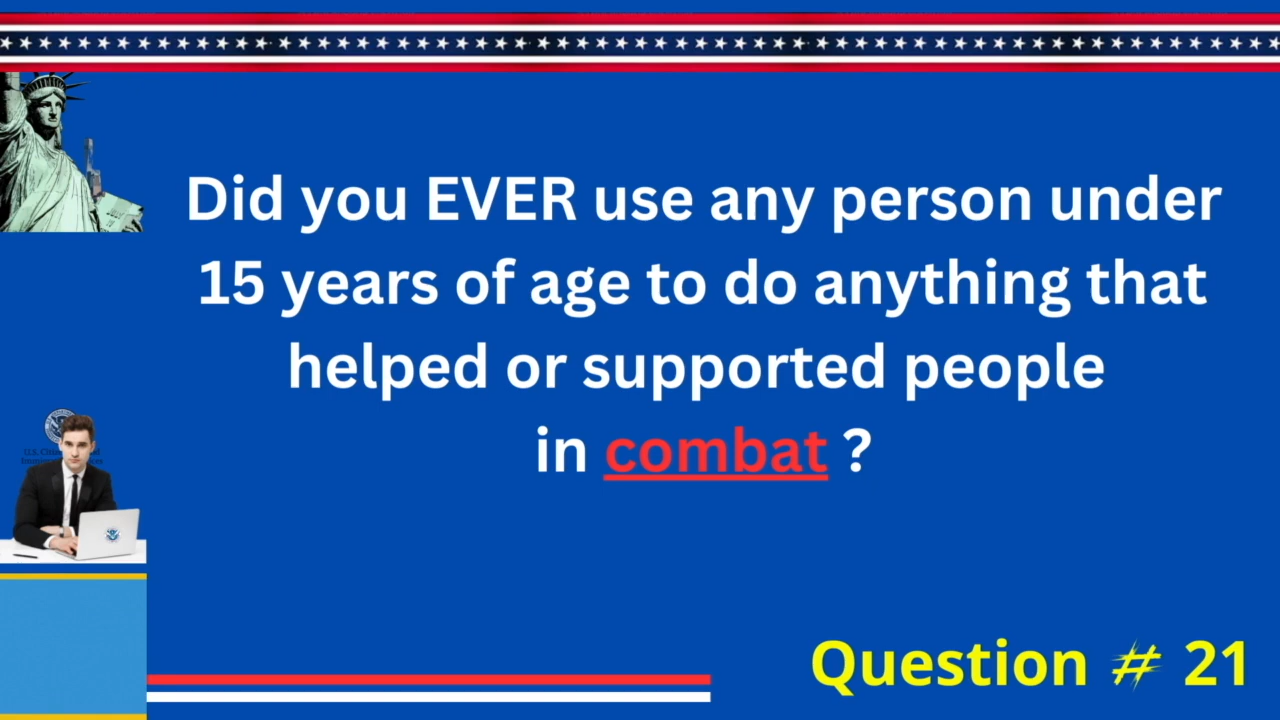 Did you EVER use any person under
15 years of age to do anything that
helped or supported people
in combat ?
Question # 21